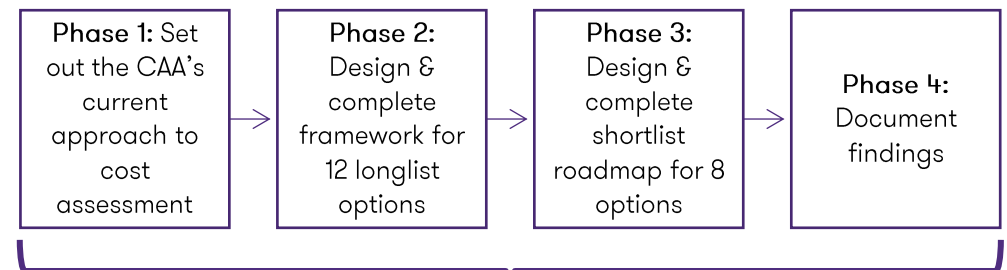 Phase 1: Set
out the CAA's
current
approach to
cost
assessment
Phase 2:
Design &
complete
framework for
12 longlist
options
Phase 3:
Design &
complete
shortlist
roadmap for 8
options
Phase 4:
Document
findings